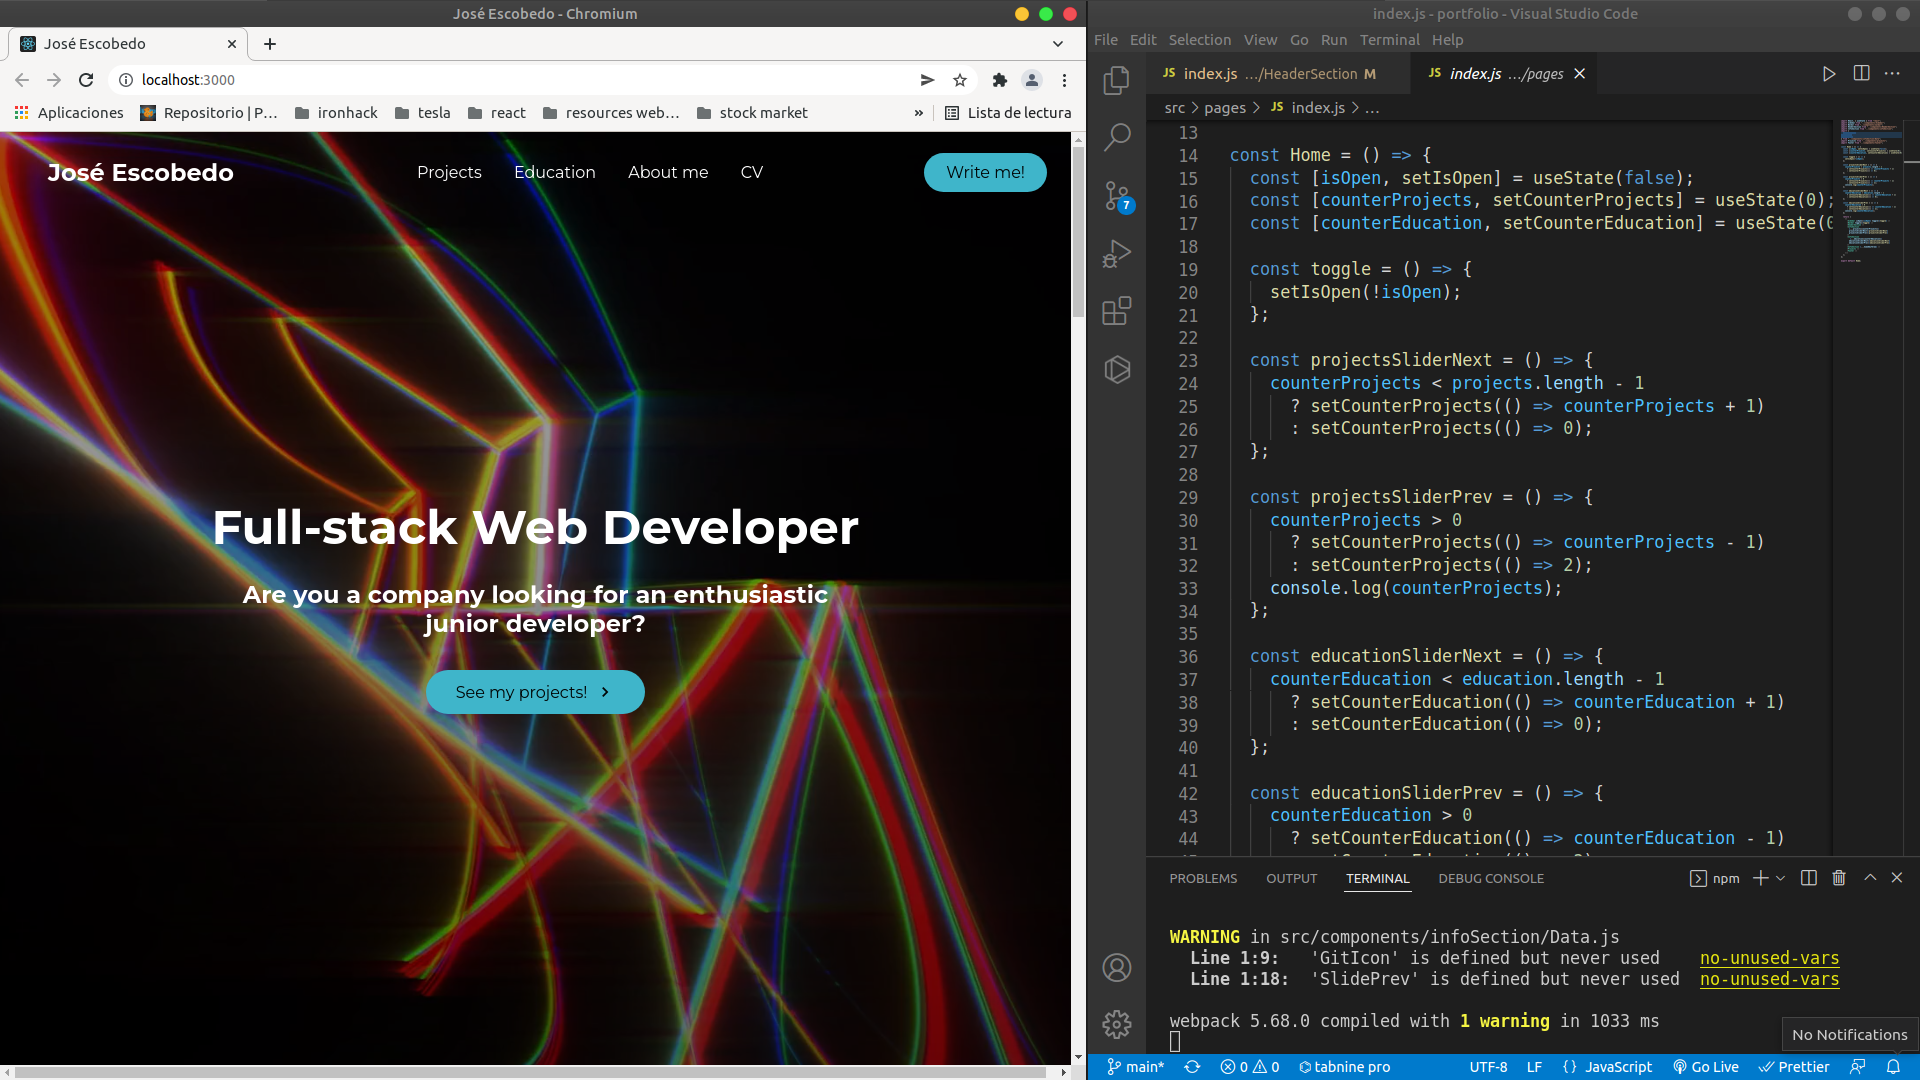 José Escobedo - Chromium
José Escobedo
localhost:3000
Aplicaciones Repositorio | P... ironhack tesla react resources web... stock market » Lista de lectura
José Escobedo Projects Education About me CV Write me!
Full-stack Web Developer
Are you a company looking for an enthusiastic
junior developer?
See my projects!
index.js - portfolio - Visual Studio Code
File Edit Selection View Go Run Terminal Help
JS index.js .../HeaderSection M JS index.js .../pages
src > pages > JS index.js > ...
7
13
14 const Home = () => {
15 const [isOpen, setIsOpen] = useState(false);
16 const [counterProjects, setCounterProjects] = useState(0);
17 const [counterEducation, setCounterEducation] = useState(0
18
19 const toggle = () => {
20 setIsOpen(!isOpen);
21 };
22
23 const projectsSliderNext = () => {
24 counterProjects < projects.length - 1
25 ? setCounterProjects(() => counterProjects + 1)
26 : setCounterProjects(() => 0);
27 };
28
29 const projectsSliderPrev = () => {
30 counterProjects > 0
31 ? setCounterProjects(() => counterProjects - 1)
32 : setCounterProjects(() => 2);
33 console.log(counterProjects);
34 };
35
36 const educationSliderNext = () => {
37 counterEducation < education.length - 1
38 ? setCounterEducation(() => counterEducation + 1)
39 : setCounterEducation(() => 0);
40 };
41
42 const educationSliderPrev = () => {
43 counterEducation > 0
44 ? setCounterEducation(() => counterEducation - 1)
PROBLEMS OUTPUT TERMINAL DEBUG CONSOLE npm
WARNING in src/components/infoSection/Data.js
Line 1:9: 'GitIcon' is defined but never used no-unused-vars
Line 1:18: 'SlidePrev' is defined but never used no-unused-vars
webpack 5.68.0 compiled with 1 warning in 1033 ms
No Notifications
main* 0 0 tabnine pro UTF-8 LF {} JavaScript Go Live Prettier